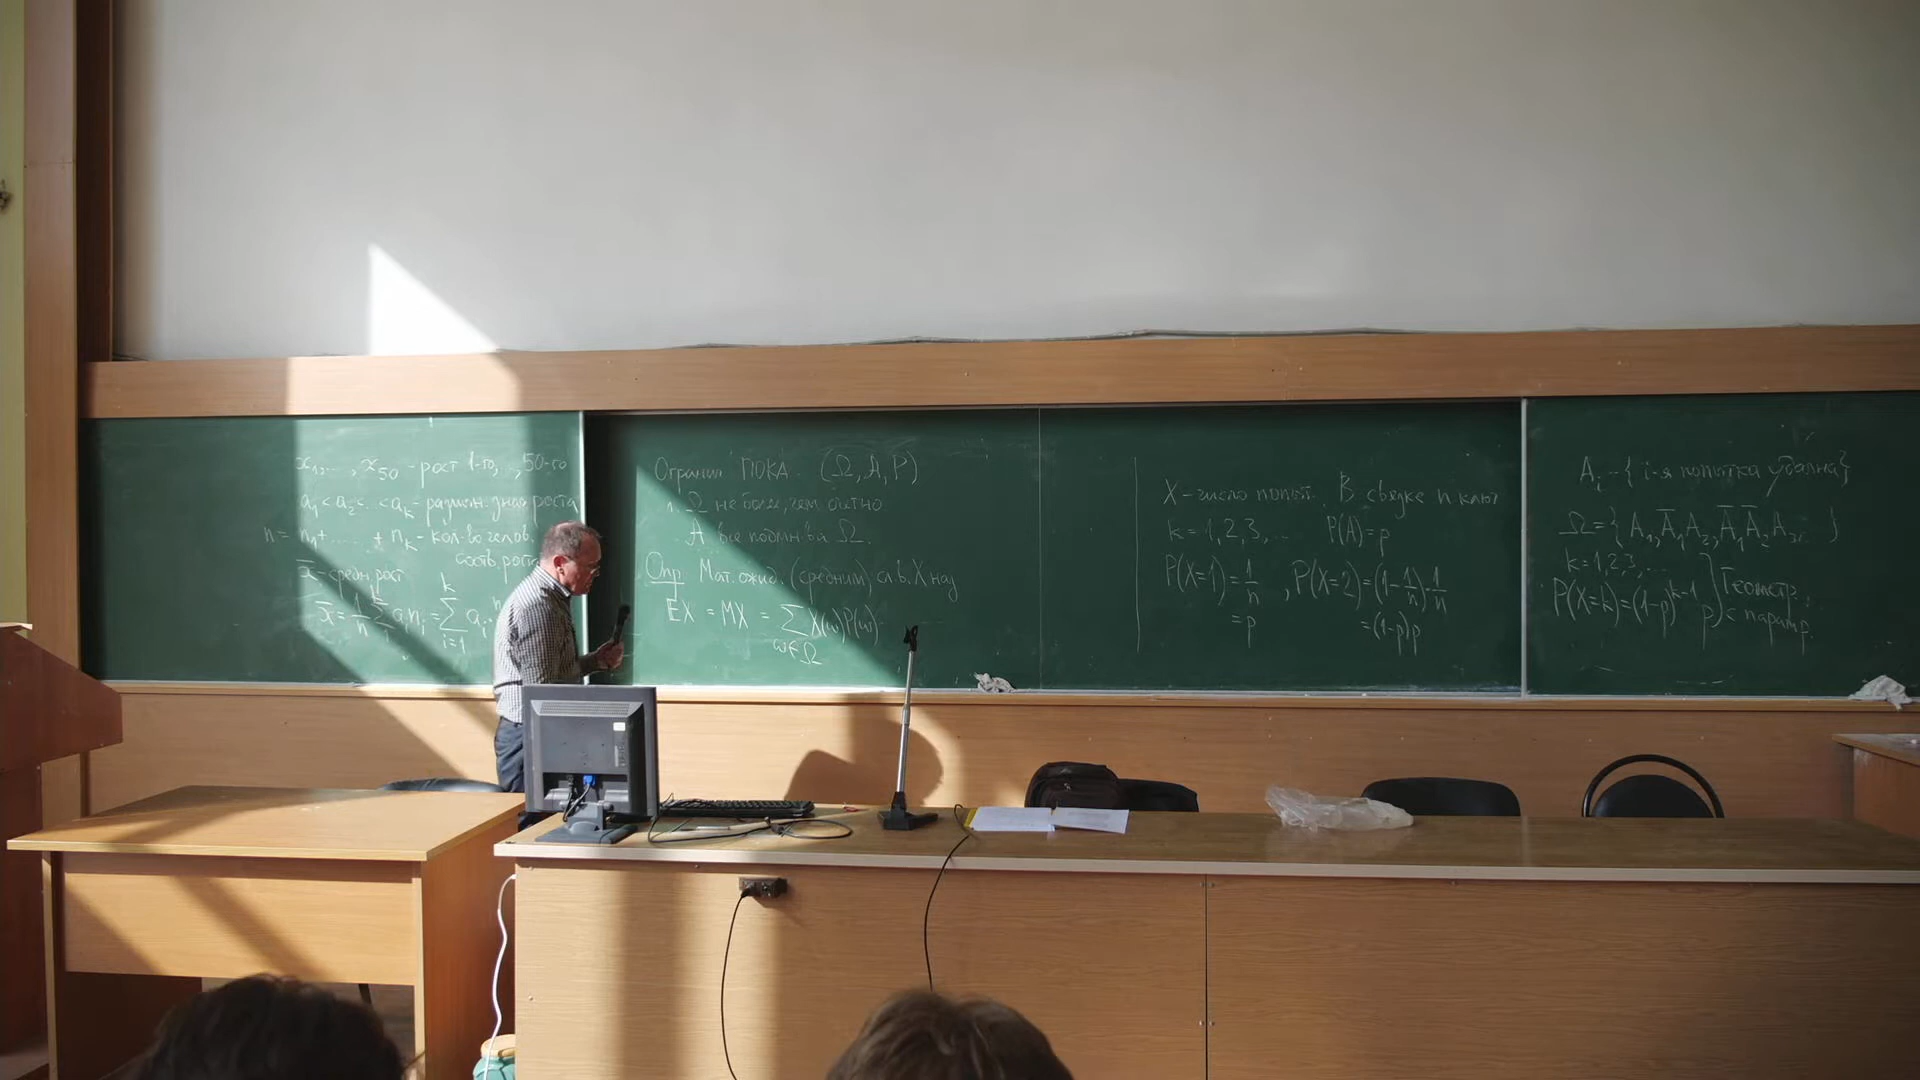 x₁, ..., x₅₀ - рост 1-го, .., 50-го
a₁ < a₂ < .. < aₖ - различн. знач роста
n = n₁ + ..... + nₖ - кол-во челов.
соотв. роста
x̄ - средн. рост
x̄ = 1/n Σ aᵢnᵢ = Σ i=1 k aᵢ
Огранич ПОКА. (Ω, A, P)
1. Ω не более, чем счетно
A все подмн-ва Ω.
Опр Мат. ожид. (средним) сл. в. X над
EX = MX = Σ ω∈Ω X(ω)P(ω)
X - число попыт. В связке n ключ
k = 1, 2, 3, ... P(A) = p
P(X=1) = 1/n , P(X=2) = (1 - 1/n) · 1/n
= p = (1-p)p
Aᵢ - { i-я попытка удачна}
Ω = { A₁, Ā₁A₂, Ā₁Ā₂A₃, .. }
k = 1, 2, 3, ...
P(X=k) = (1-p)ᵏ⁻¹ p Геометр.
с парам p.